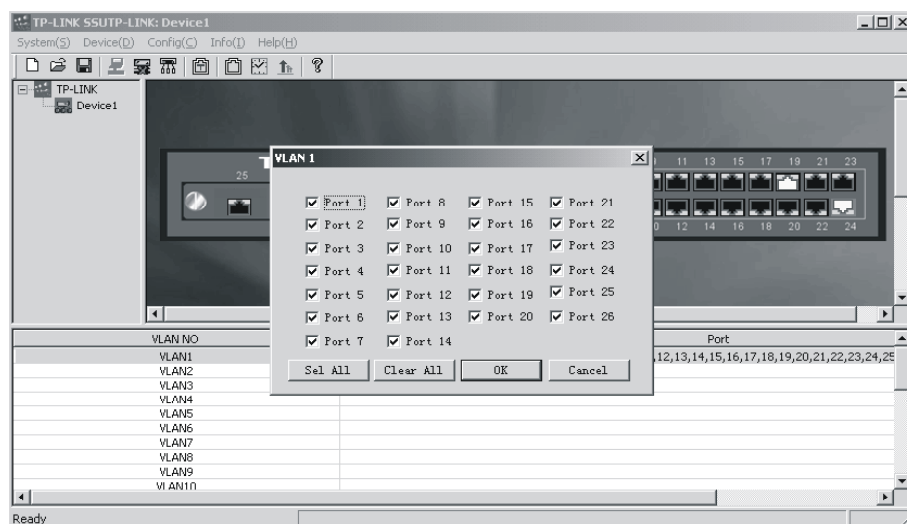 TP-LINK SSUTP-LINK: Device1
System(S) Device(D) Config(C) Info(I) Help(H)
TP-LINK
Device1
25
11 13 15 17 19 21 23
12 14 16 18 20 22 24
VLAN 1
Port 1 Port 8 Port 15 Port 21
Port 2 Port 9 Port 16 Port 22
Port 3 Port 10 Port 17 Port 23
Port 4 Port 11 Port 18 Port 24
Port 5 Port 12 Port 19 Port 25
Port 6 Port 13 Port 20 Port 26
Port 7 Port 14
Sel All Clear All OK Cancel
VLAN NO Port
VLAN1 ,12,13,14,15,16,17,18,19,20,21,22,23,24,25
VLAN2
VLAN3
VLAN4
VLAN5
VLAN6
VLAN7
VLAN8
VLAN9
VLAN10
Ready